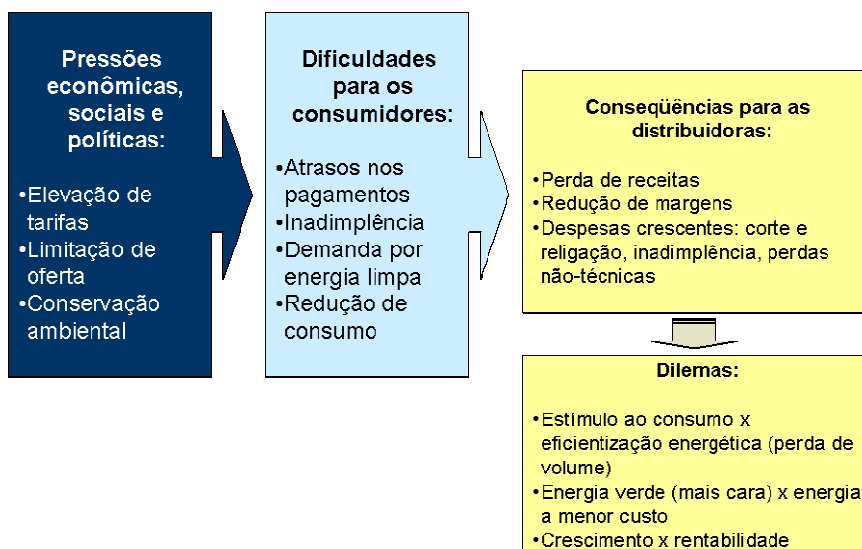 Pressões
econômicas,
sociais e
políticas:
•Elevação de
tarifas
•Limitação de
oferta
•Conservação
ambiental
Dificuldades
para os
consumidores:
•Atrasos nos
pagamentos
•Inadimplência
•Demanda por
energia limpa
•Redução de
consumo
Conseqüências para as
distribuidoras:
•Perda de receitas
•Redução de margens
•Despesas crescentes: corte e
religação, inadimplência, perdas
não-técnicas
Dilemas:
•Estímulo ao consumo x
eficientização energética (perda de
volume)
•Energia verde (mais cara) x energia
a menor custo
•Crescimento x rentabilidade